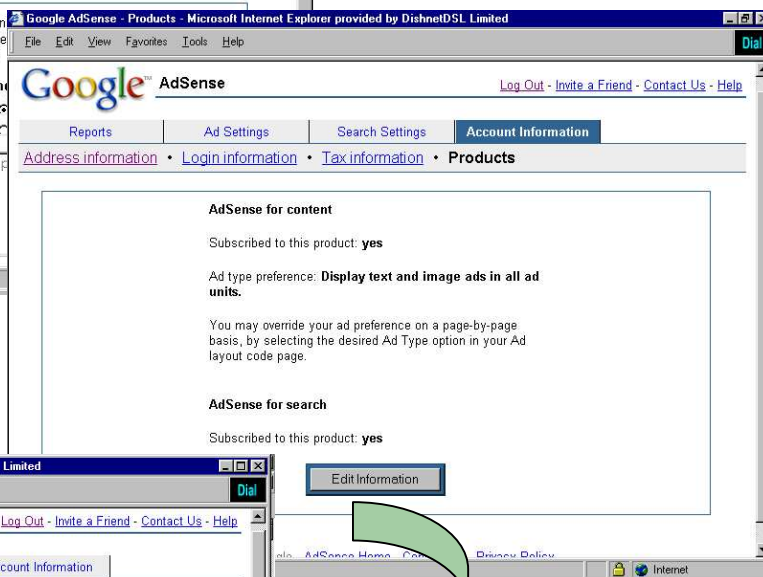 Google AdSense - Products - Microsoft Internet Explorer provided by DishnetDSL Limited
File Edit View Favorites Tools Help
Dial
Google™ AdSense
Log Out - Invite a Friend - Contact Us - Help
Reports Ad Settings Search Settings Account Information
Address information • Login information • Tax information • Products
AdSense for content
Subscribed to this product: yes
Ad type preference: Display text and image ads in all ad
units.
You may override your ad preference on a page-by-page
basis, by selecting the desired Ad Type option in your Ad
layout code page.
AdSense for search
Subscribed to this product: yes
Edit Information
Limited
Dial
Log Out - Invite a Friend - Contact Us - Help
AdSense Home Privacy Policy
count Information
Internet